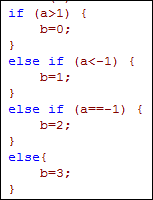 if (a>1) {
b=0;
}
else if (a<-1) {
b=1;
}
else if (a==-1) {
b=2;
}
else{
b=3;
}